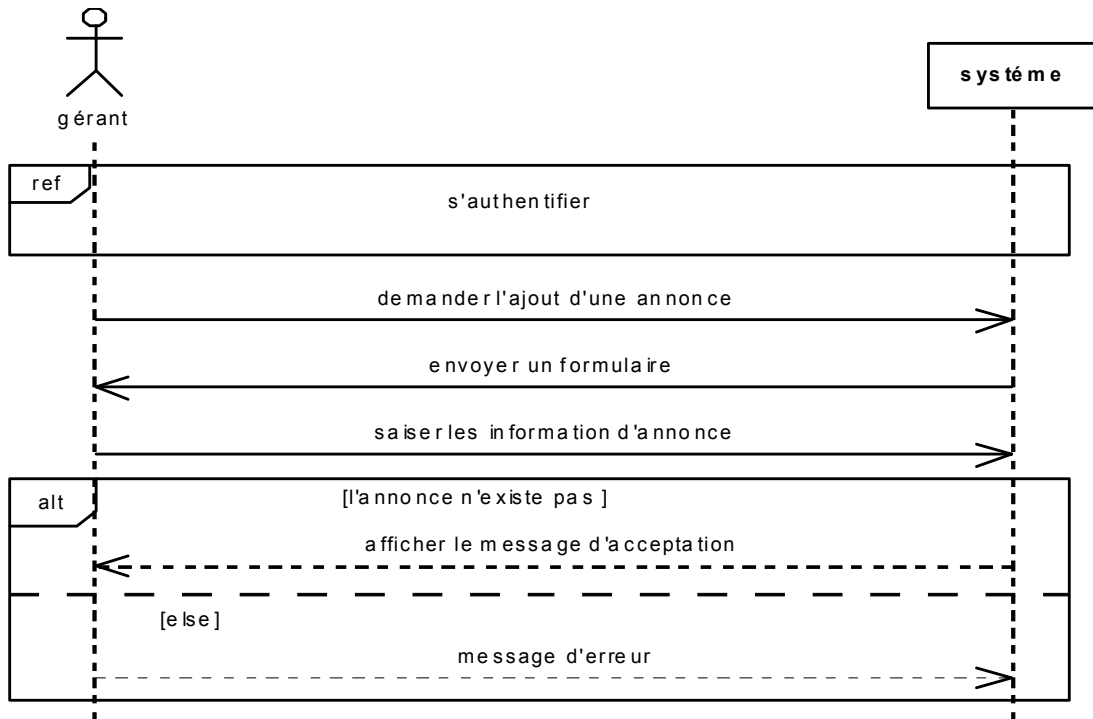 systéme
gérant
ref
s'authentifier
demander l'ajout d'une annonce
envoyer un formulaire
saiser les information d'annonce
alt
[l'annonce n'existe pas ]
afficher le message d'acceptation
[else]
message d'erreur